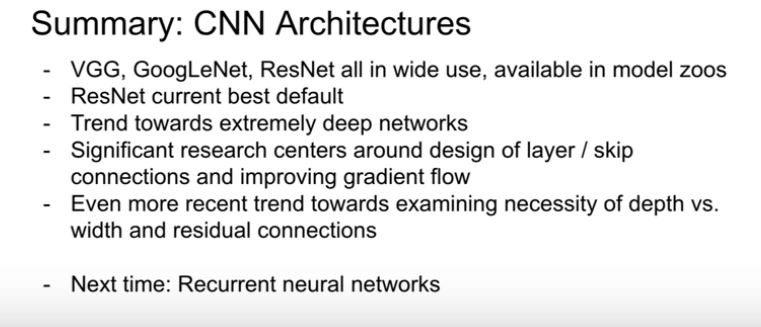 Summary: CNN Architectures
- VGG, GoogLeNet, ResNet all in wide use, available in model zoos
- ResNet current best default
- Trend towards extremely deep networks
- Significant research centers around design of layer / skip
connections and improving gradient flow
- Even more recent trend towards examining necessity of depth vs.
width and residual connections
- Next time: Recurrent neural networks